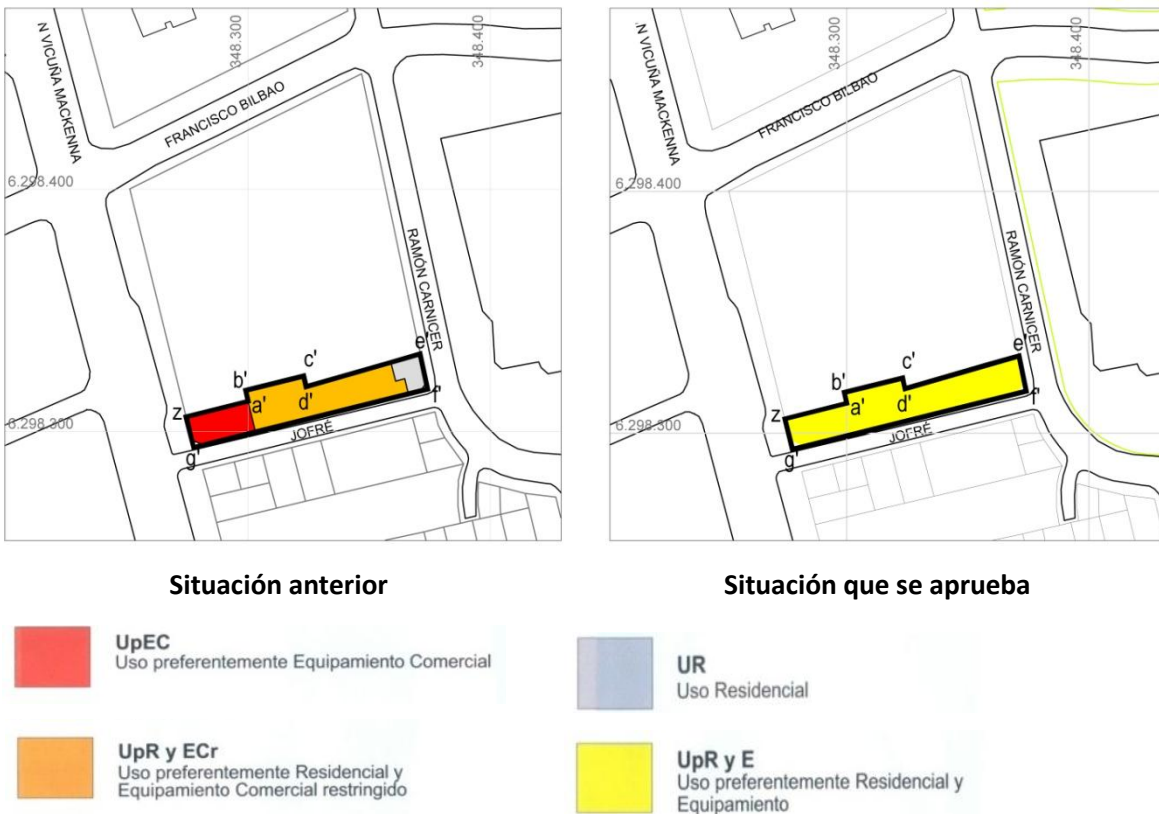 N VICUÑA MACKENNA
348.300
348.400
FRANCISCO BILBAO
6.298.400
RAMÓN CARNICER
e'
c'
b'
z
a'
d'
f'
6.298.300
JOFRÉ
g'
N VICUÑA MACKENNA
348.300
348.400
FRANCISCO BILBAO
6.298.400
RAMÓN CARNICER
e'
c'
b'
z
a'
d'
f'
6.298.300
JOFRÉ
g'
Situación anterior
Situación que se aprueba
UpEC
Uso preferentemente Equipamiento Comercial
UR
Uso Residencial
UpR y ECr
Uso preferentemente Residencial y
Equipamiento Comercial restringido
UpR y E
Uso preferentemente Residencial y
Equipamiento